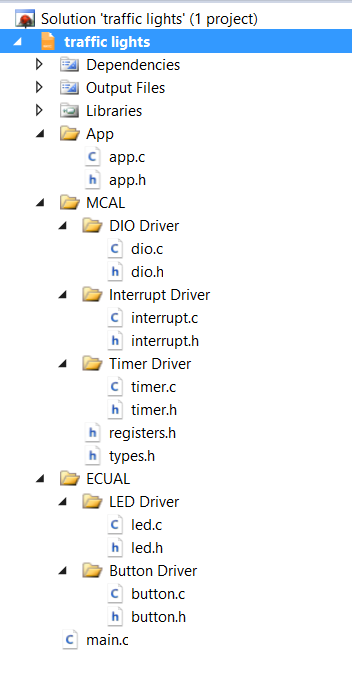 Solution 'traffic lights' (1 project)
traffic lights
Dependencies
Output Files
Libraries
App
app.c
app.h
MCAL
DIO Driver
dio.c
dio.h
Interrupt Driver
interrupt.c
interrupt.h
Timer Driver
timer.c
timer.h
registers.h
types.h
ECUAL
LED Driver
led.c
led.h
Button Driver
button.c
button.h
main.c